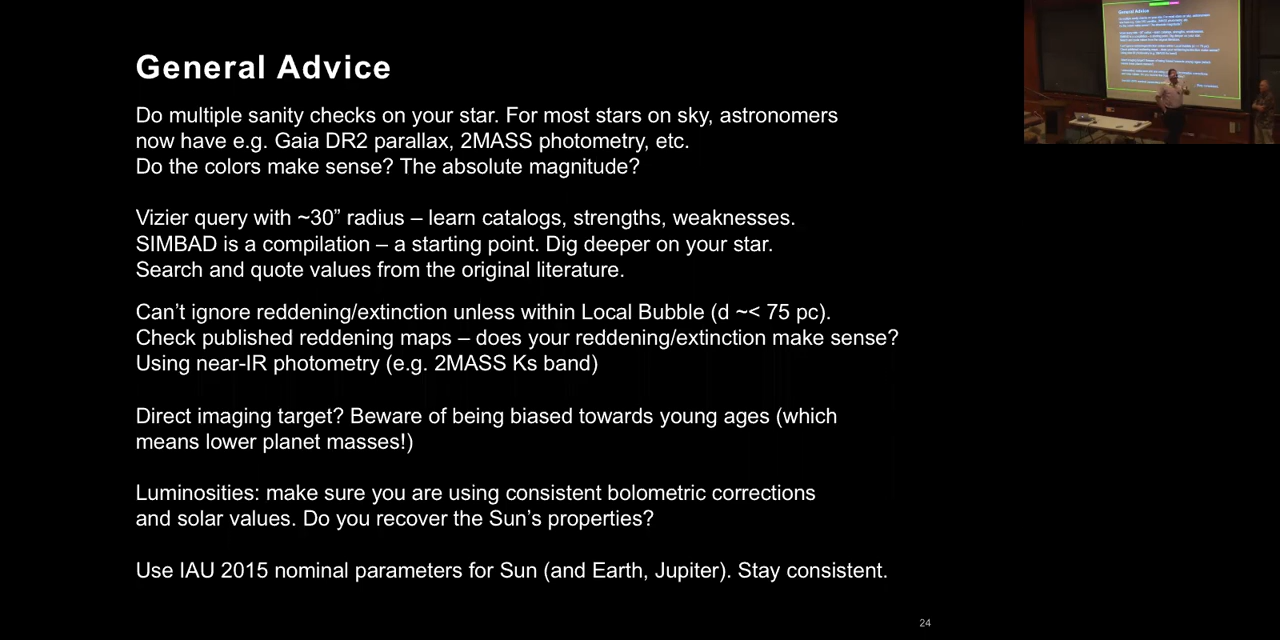 General Advice
Do multiple sanity checks on your star. For most stars on sky, astronomers
now have e.g. Gaia DR2 parallax, 2MASS photometry, etc.
Do the colors make sense? The absolute magnitude?
Vizier query with ~30” radius – learn catalogs, strengths, weaknesses.
SIMBAD is a compilation – a starting point. Dig deeper on your star.
Search and quote values from the original literature.
Can’t ignore reddening/extinction unless within Local Bubble (d ~< 75 pc).
Check published reddening maps – does your reddening/extinction make sense?
Using near-IR photometry (e.g. 2MASS Ks band)
Direct imaging target? Beware of being biased towards young ages (which
means lower planet masses!)
Luminosities: make sure you are using consistent bolometric corrections
and solar values. Do you recover the Sun’s properties?
Use IAU 2015 nominal parameters for Sun (and Earth, Jupiter). Stay consistent.
24
General Advice